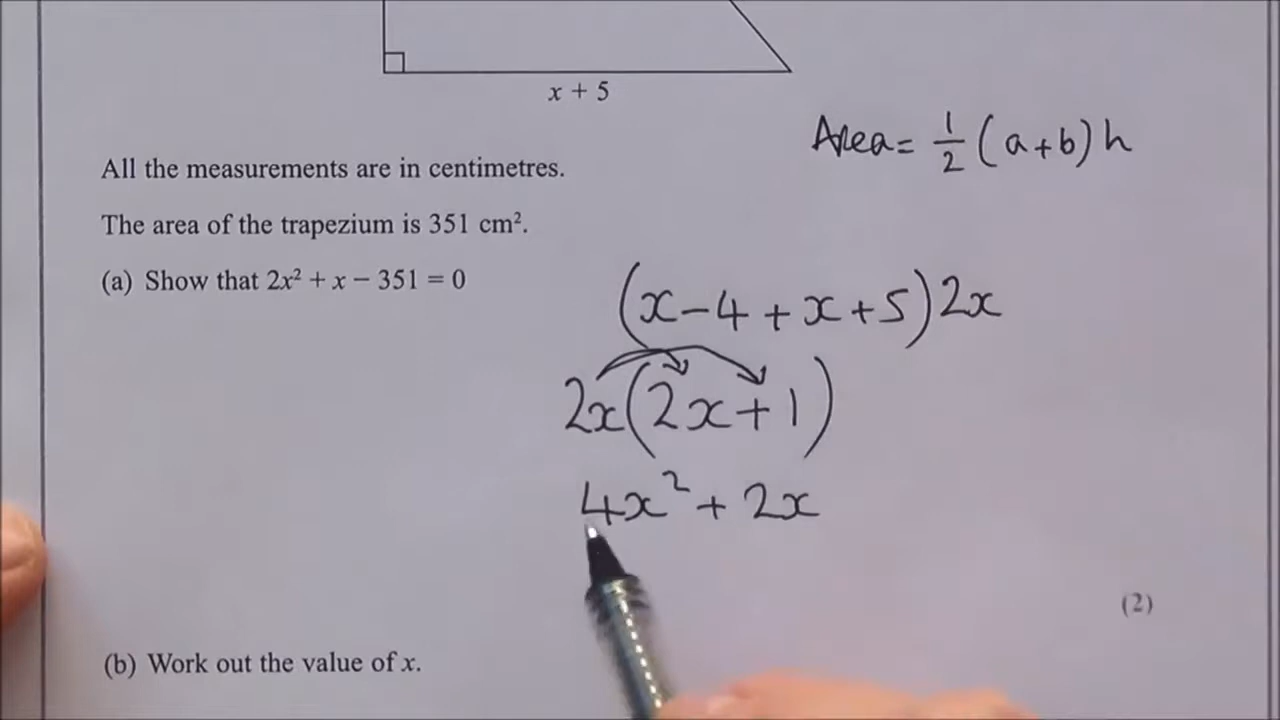 x + 5
Area = 1/2 (a+b) h
All the measurements are in centimetres.
The area of the trapezium is 351 cm².
(a) Show that 2x² + x − 351 = 0
(x−4 + x+5) 2x
2x(2x+1)
4x² + 2x
(2)
(b) Work out the value of x.